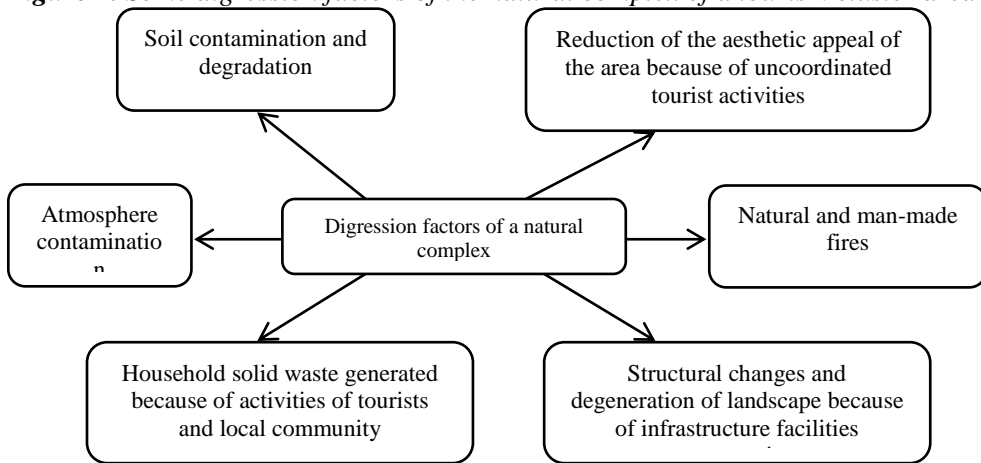 Soil contamination and
degradation
Reduction of the aesthetic appeal of
the area because of uncoordinated
tourist activities
Atmosphere
contaminatio
n
Digression factors of a natural
complex
Natural and man-made
fires
Household solid waste generated
because of activities of tourists
and local community
Structural changes and
degeneration of landscape because
of infrastructure facilities